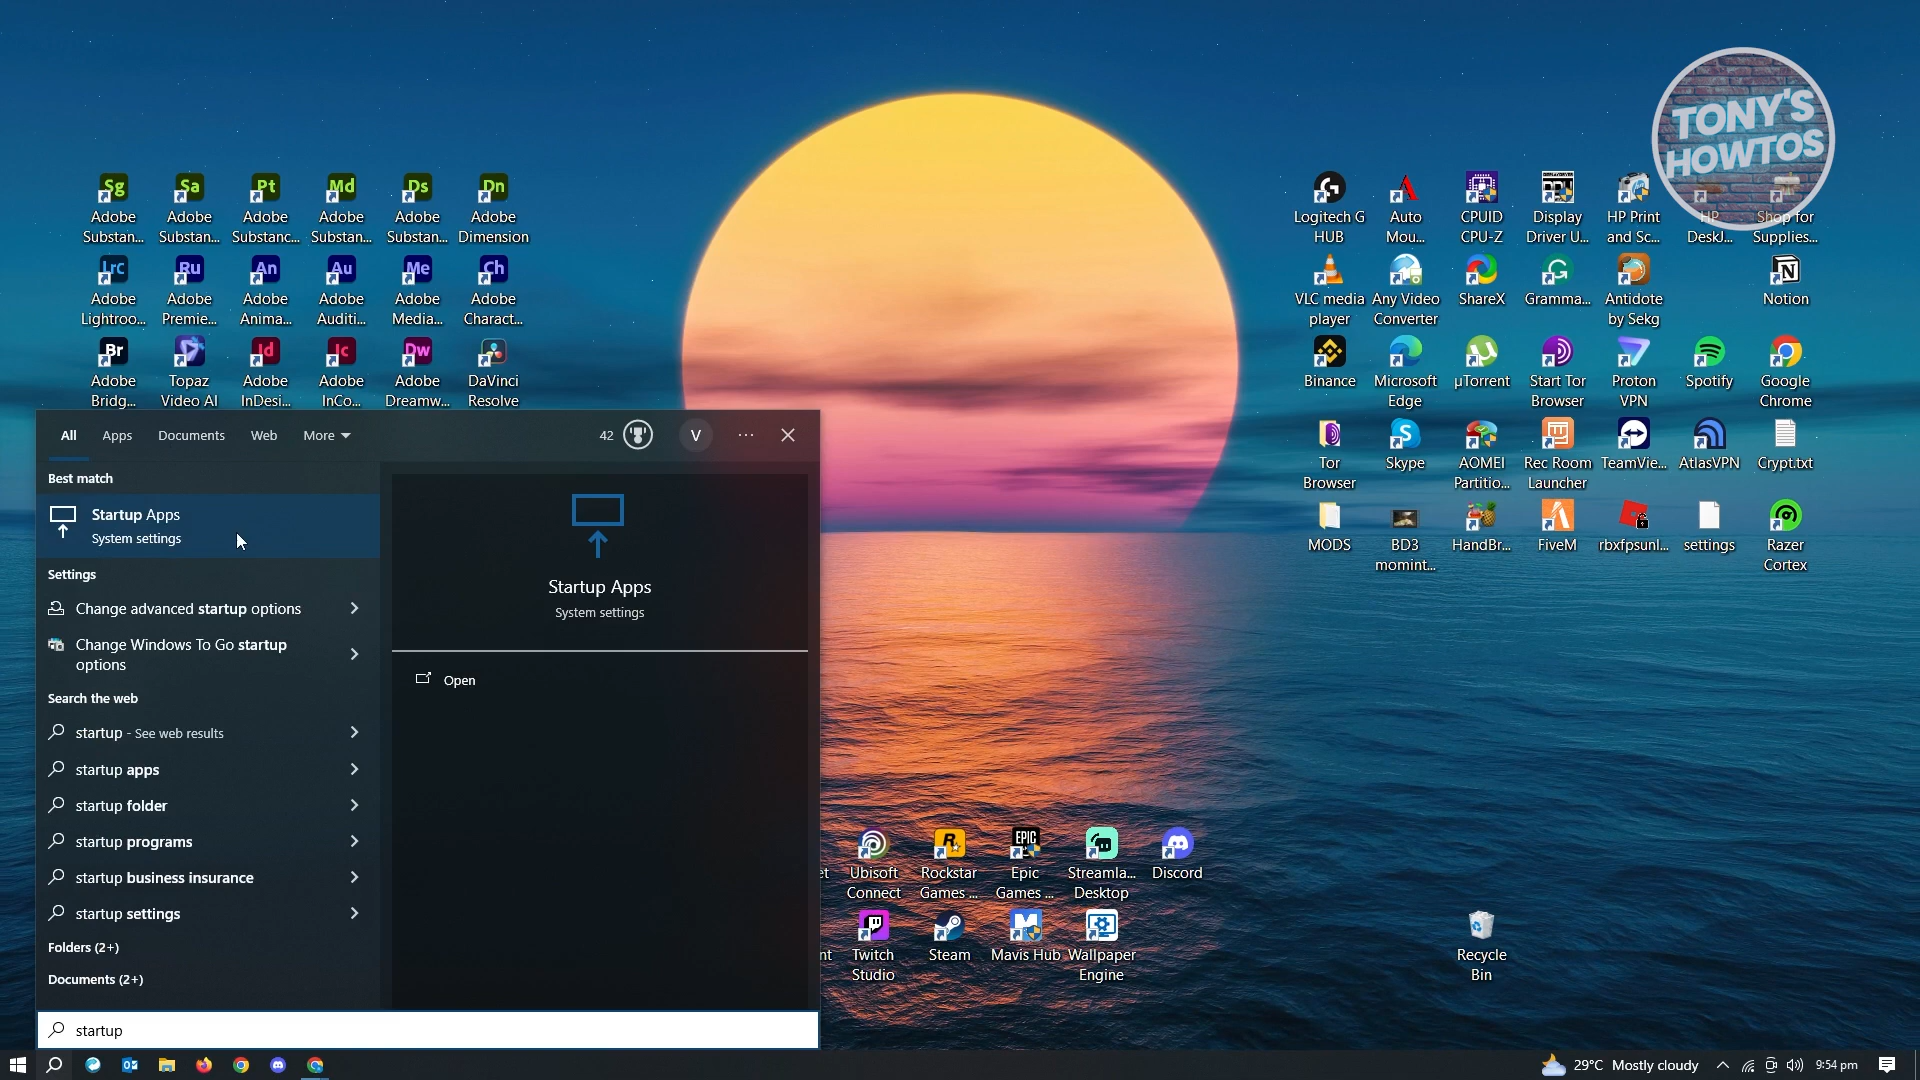 TONY'S
HOWTOS
Sg
Sa
Pt
Md
Ds
Dn
Adobe
Substan...
Adobe
Substan...
Adobe
Substanc...
Adobe
Substan...
Adobe
Substan...
Adobe
Dimension
Lrc
Ru
An
Au
Me
Ch
Adobe
Lightroo...
Adobe
Premie...
Adobe
Anima...
Adobe
Auditi...
Adobe
Media...
Adobe
Charact...
Br
Id
Ic
Dw
Adobe
Bridg...
Topaz
Video AI
Adobe
InDesi...
Adobe
InCo...
Adobe
Dreamw...
DaVinci
Resolve
Logitech G
HUB
Auto
Mou...
CPUID
CPU-Z
Display
Driver U...
HP Print
and Sc...
HP
DeskJ...
Shop for
Supplies...
VLC media
player
Any Video
Converter
ShareX
Gramma...
Antidote
by Sekg
Notion
Binance
Microsoft
Edge
µTorrent
Start Tor
Browser
Proton
VPN
Spotify
Google
Chrome
Tor
Browser
Skype
AOMEI
Partitio...
Rec Room
Launcher
TeamVie...
AtlasVPN
Crypt.txt
MODS
BD3
momint...
HandBr...
FiveM
rbxfpsunl...
settings
Razer
Cortex
All
Apps
Documents
Web
More
42
V
...
Best match
Startup Apps
System settings
Settings
Change advanced startup options
Change Windows To Go startup
options
Search the web
startup - See web results
startup apps
startup folder
startup programs
startup business insurance
startup settings
Folders (2+)
Documents (2+)
startup
Startup Apps
System settings
Open
et
Ubisoft
Connect
Rockstar
Games ...
EPIC
Epic
Games ...
Streamla...
Desktop
Discord
nt
Twitch
Studio
Steam
Mavis Hub
Wallpaper
Engine
Recycle
Bin
29°C Mostly cloudy
9:54 pm